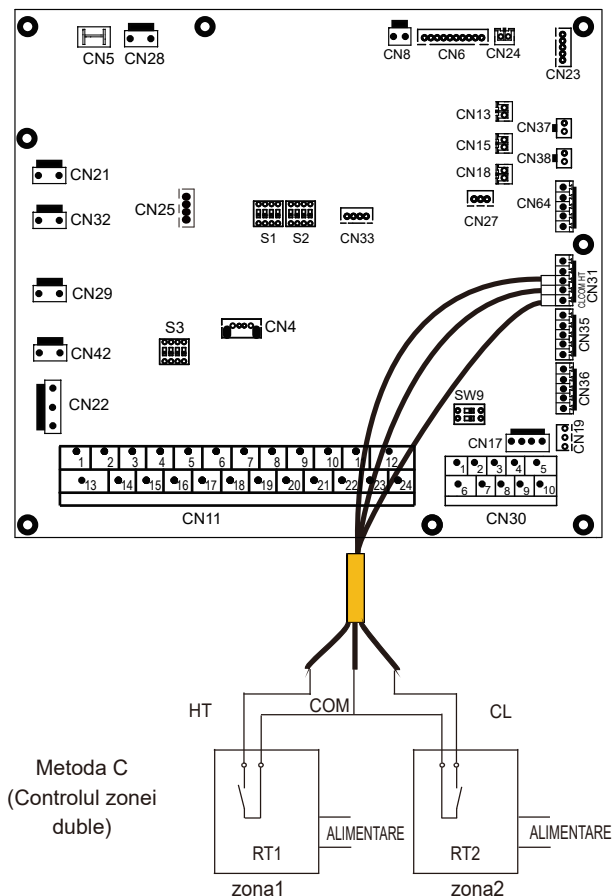 CN5
CN28
CN8
CN6
CN24
CN23
CN13
CN37
CN15
CN38
CN18
CN21
CN25
CN32
S1
S2
CN33
CN27
CN64
CL COM HT
CN31
CN29
S3
CN4
CN35
CN42
CN36
CN22
SW9
CN17
CN19
1 2 3 4 5 6 7 8 9 10 1 12
13 14 15 16 17 18 19 20 21 22 23 24
CN11
1 2 3 4 5
6 7 8 9 10
CN30
HT
COM
CL
Metoda C
(Controlul zonei
duble)
ALIMENTARE
ALIMENTARE
RT1
RT2
zona1
zona2